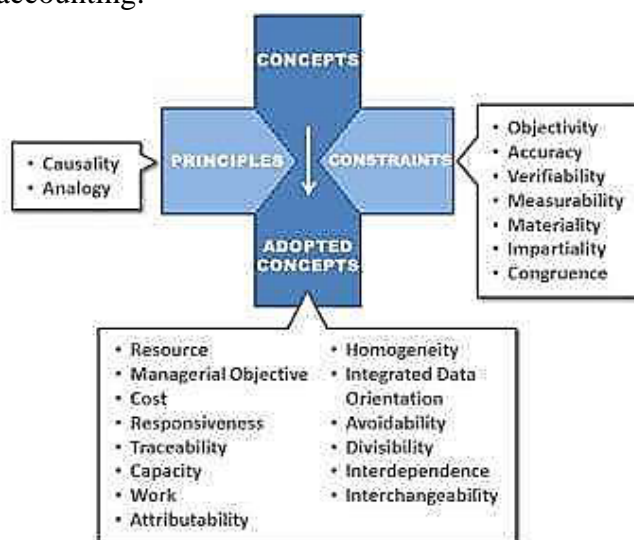 accounting.
CONCEPTS
• Causality
• Analogy
PRINCIPLES
CONSTRAINTS
• Objectivity
• Accuracy
• Verifiability
• Measurability
• Materiality
• Impartiality
• Congruence
ADOPTED
CONCEPTS
• Resource
• Managerial Objective
• Cost
• Responsiveness
• Traceability
• Capacity
• Work
• Attributability
• Homogeneity
• Integrated Data
Orientation
• Avoidability
• Divisibility
• Interdependence
• Interchangeability